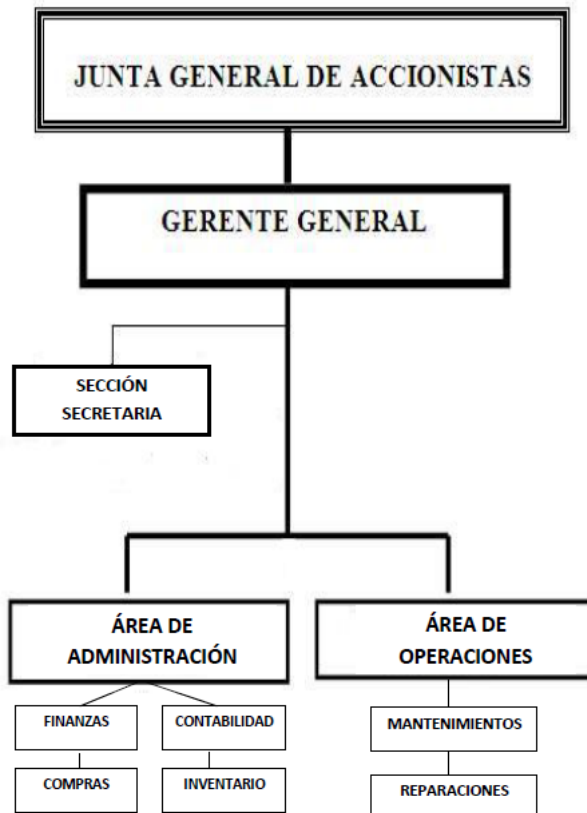 JUNTA GENERAL DE ACCIONISTAS
GERENTE GENERAL
SECCIÓN
SECRETARIA
ÁREA DE
ADMINISTRACIÓN
ÁREA DE
OPERACIONES
FINANZAS
CONTABILIDAD
MANTENIMIENTOS
COMPRAS
INVENTARIO
REPARACIONES